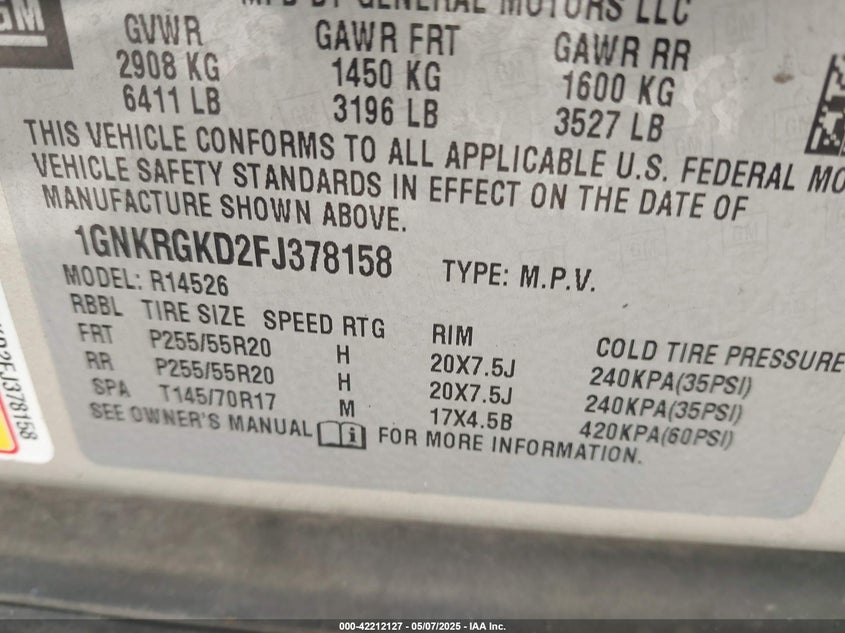 GM
MFD BY GENERAL MOTORS LLC
GVWR GAWR FRT GAWR RR
2908 KG 1450 KG 1600 KG
6411 LB 3196 LB 3527 LB
THIS VEHICLE CONFORMS TO ALL APPLICABLE U.S. FEDERAL MO
VEHICLE SAFETY STANDARDS IN EFFECT ON THE DATE OF
MANUFACTURE SHOWN ABOVE.
1GNKRGKD2FJ378158 TYPE: M.P.V.
MODEL: R14526
RBBL TIRE SIZE SPEED RTG RIM COLD TIRE PRESSURE
FRT P255/55R20 H 20X7.5J 240KPA(35PSI)
RR P255/55R20 H 20X7.5J 240KPA(35PSI)
SPA T145/70R17 M 17X4.5B 420KPA(60PSI)
SEE OWNER'S MANUAL i FOR MORE INFORMATION.
D2FJ378158
000-42212127 - 05/07/2025 - IAA Inc.